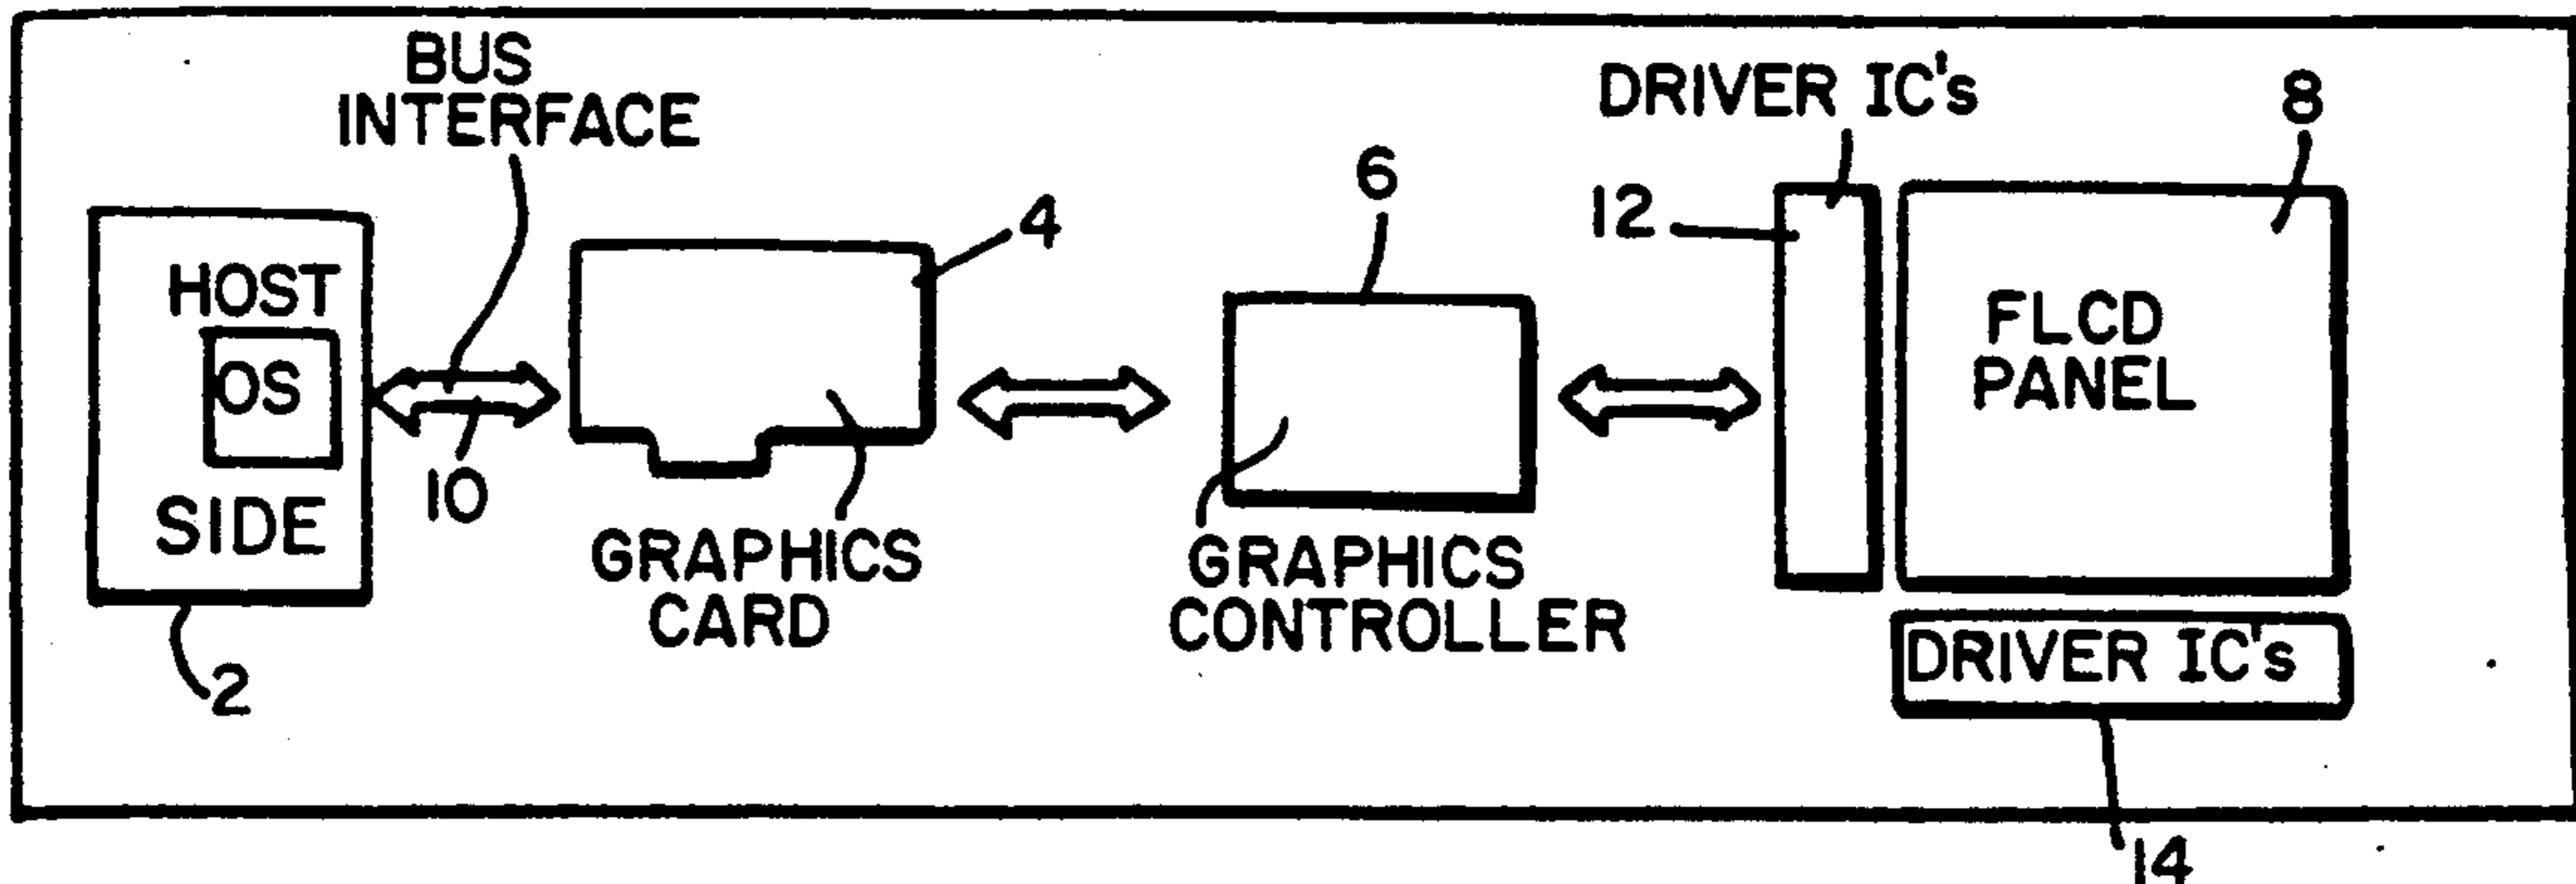 BUS
INTERFACE
DRIVER IC's
8
6
12
4
HOST
OS
SIDE
10
FLCD
PANEL
GRAPHICS
CARD
GRAPHICS
CONTROLLER
2
DRIVER IC's
14